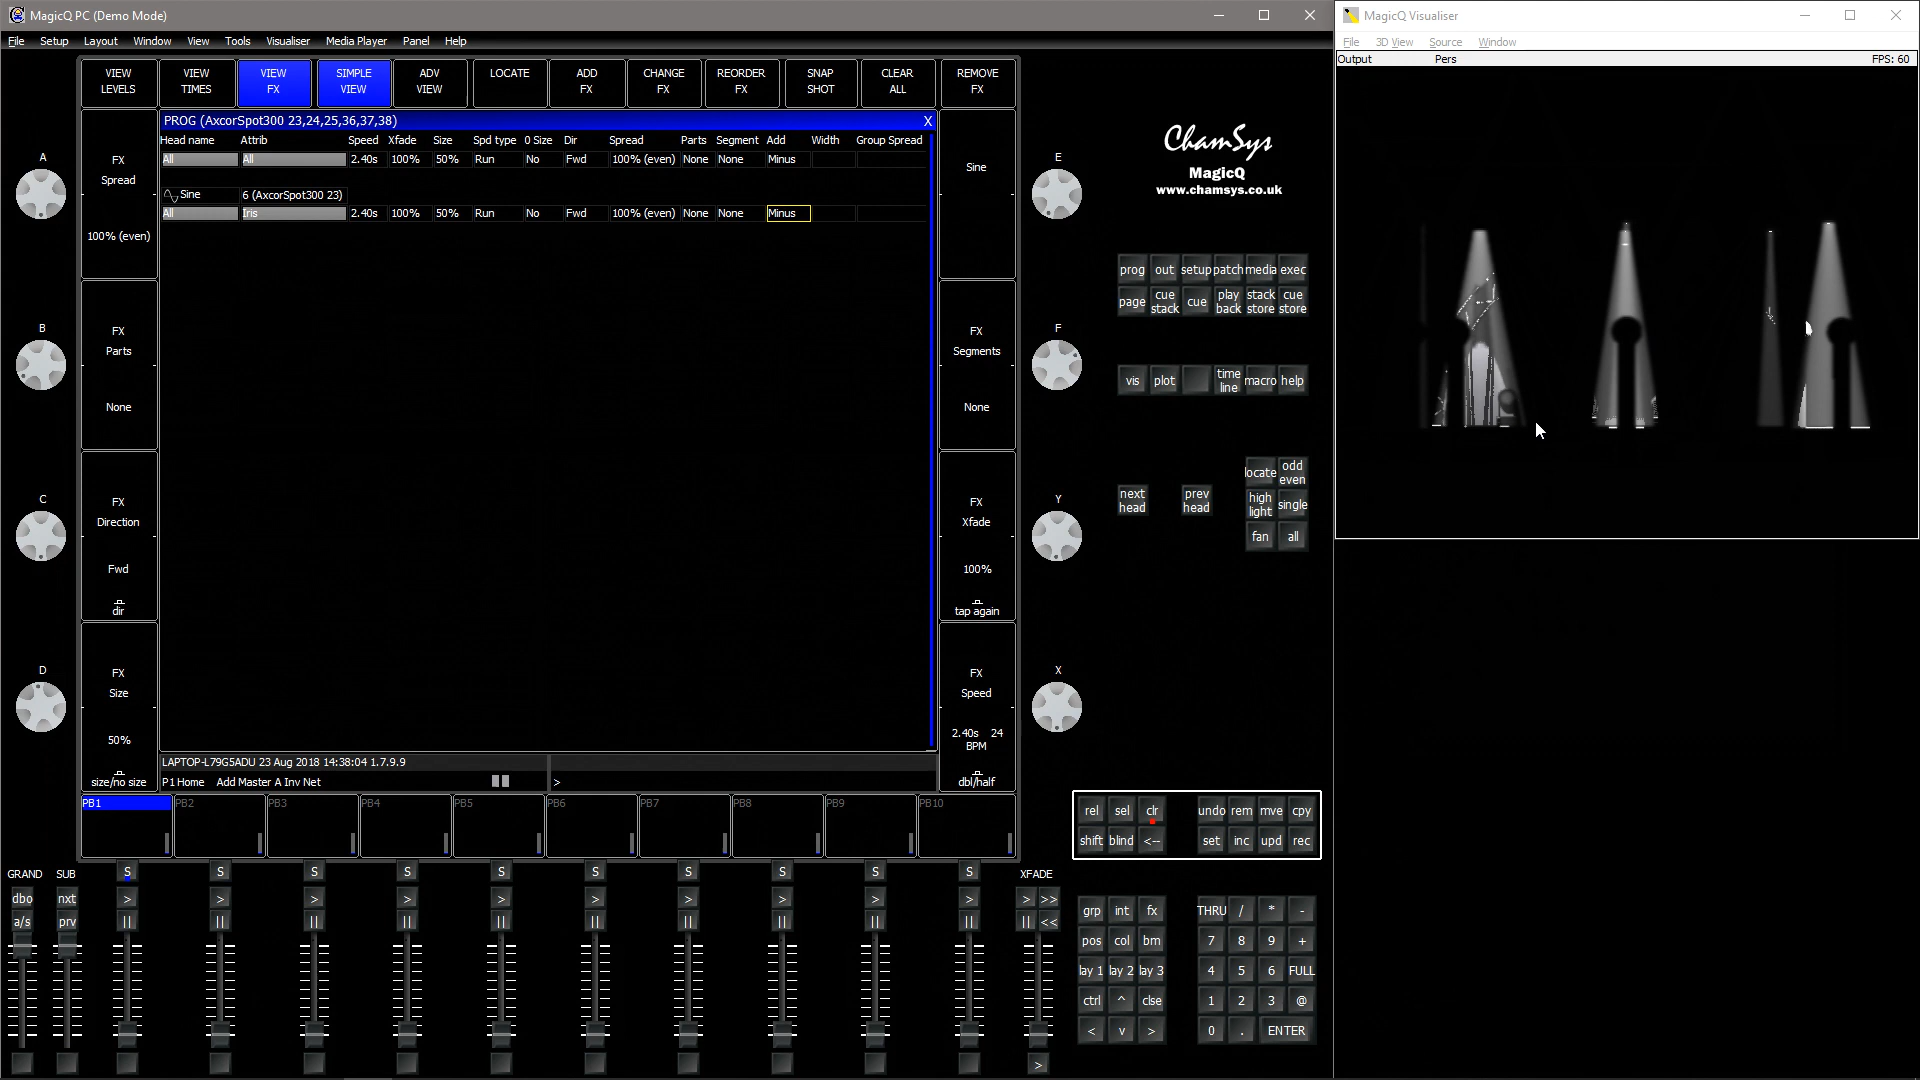 MagicQ PC (Demo Mode)
File Setup Layout Window View Tools Visualiser Media Player Panel Help
VIEW LEVELS
VIEW TIMES
VIEW FX
SIMPLE VIEW
ADV VIEW
LOCATE
ADD FX
CHANGE FX
REORDER FX
SNAP SHOT
CLEAR ALL
REMOVE FX
PROG (AxcorSpot300 23,24,25,36,37,38) X
Head name Attrib Speed Xfade Size Spd type 0 Size Dir Spread Parts Segment Add Width Group Spread
All All 2.40s 100% 50% Run No Fwd 100% (even) None None Minus
Sine 6 (AxcorSpot300 23)
All Iris 2.40s 100% 50% Run No Fwd 100% (even) None None Minus
A
FX
Spread
100% (even)
B
FX
Parts
None
C
FX
Direction
Fwd
dir
D
FX
Size
50%
size/no size
Sine
E
FX
Segments
None
F
FX
Xfade
100%
tap again
Y
FX
Speed
2.40s 24
BPM
dbl/half
X
LAPTOP-L79G5ADU 23 Aug 2018 14:38:04 1.7.9.9
P1 Home Add Master A Inv Net >
PB1 PB2 PB3 PB4 PB5 PB6 PB7 PB8 PB9 PB10
GRAND SUB S S S S S S S S S S XFADE
dbo nxt > > > > > > > > > > > >>
a/s prv || || || || || || || || || || || <<
>
ChamSys
MagicQ
www.chamsys.co.uk
prog out setup patch media exec
page cue stack cue play back stack store cue store
vis plot time line macro help
next head prev head
locate odd even
high light single
fan all
rel sel clr undo rem mve cpy
shift blind <-- set inc upd rec
grp int fx THRU / * -
pos col bm 7 8 9 +
lay 1 lay 2 lay 3 4 5 6 FULL
ctrl ^ clse 1 2 3 @
< v > 0 . ENTER
MagicQ Visualiser
File 3D View Source Window
Output Pers FPS: 60